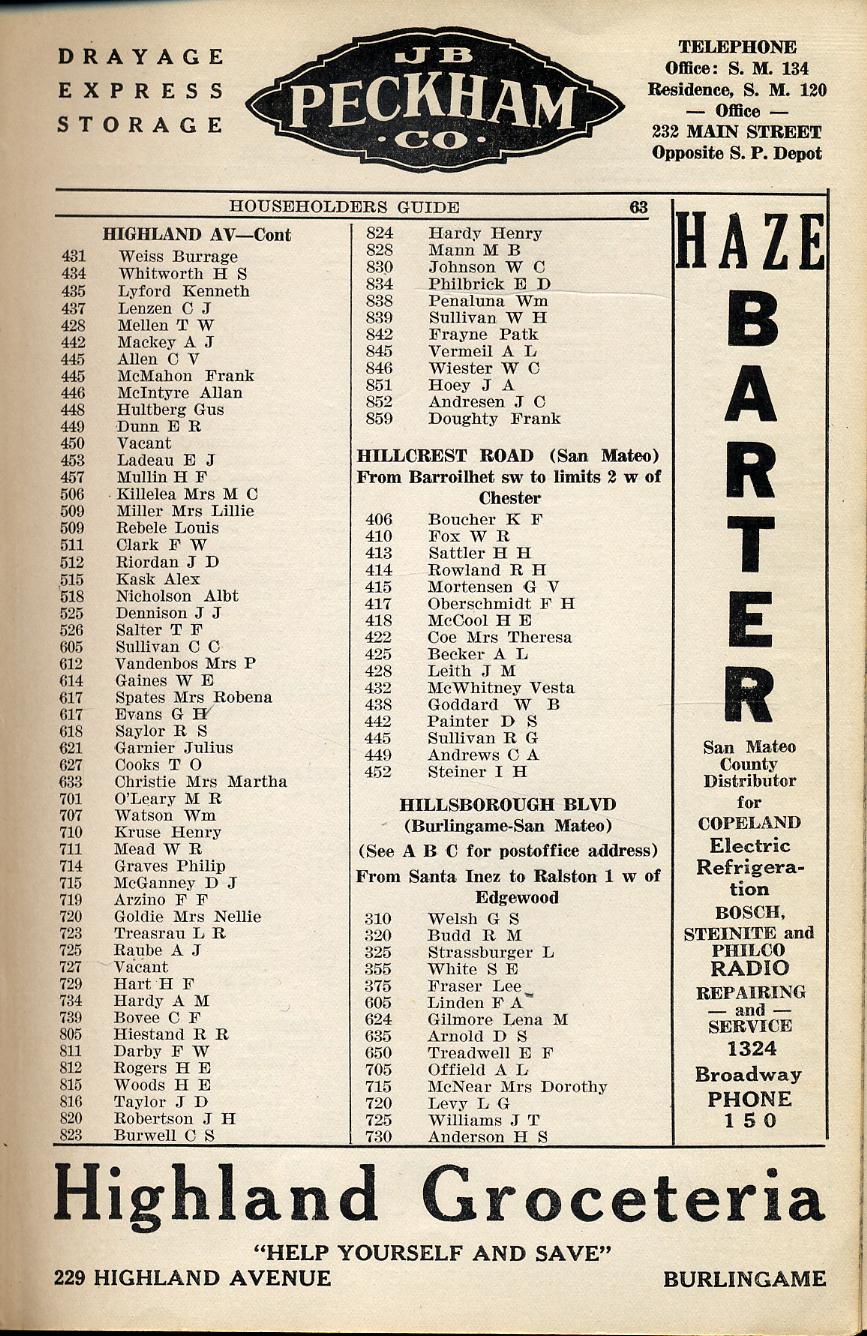 DRAYAGE
EXPRESS
STORAGE
J B
PECKHAM
·CO·
TELEPHONE
Office: S. M. 134
Residence, S. M. 120
— Office —
232 MAIN STREET
Opposite S. P. Depot
HOUSEHOLDERS GUIDE 63
HIGHLAND AV—Cont
431 Weiss Burrage
434 Whitworth H S
435 Lyford Kenneth
437 Lenzen C J
428 Mellen T W
442 Mackey A J
445 Allen C V
445 McMahon Frank
446 McIntyre Allan
448 Hultberg Gus
449 Dunn E R
450 Vacant
453 Ladeau E J
457 Mullin H F
506 Killelea Mrs M C
509 Miller Mrs Lillie
509 Rebele Louis
511 Clark F W
512 Riordan J D
515 Kask Alex
518 Nicholson Albt
525 Dennison J J
526 Salter T F
605 Sullivan C C
612 Vandenbos Mrs P
614 Gaines W E
617 Spates Mrs Robena
617 Evans G H
618 Saylor R S
621 Garnier Julius
627 Cooks T O
633 Christie Mrs Martha
701 O'Leary M R
707 Watson Wm
710 Kruse Henry
711 Mead W R
714 Graves Philip
715 McGanney D J
719 Arzino F F
720 Goldie Mrs Nellie
723 Treasrau L R
725 Raube A J
727 Vacant
729 Hart H F
734 Hardy A M
739 Bovee C F
805 Hiestand R R
811 Darby F W
812 Rogers H E
815 Woods H E
816 Taylor J D
820 Robertson J H
823 Burwell C S
824 Hardy Henry
828 Mann M B
830 Johnson W C
834 Philbrick E D
838 Penaluna Wm
839 Sullivan W H
842 Frayne Patk
845 Vermeil A L
846 Wiester W C
851 Hoey J A
852 Andresen J C
859 Doughty Frank
HILLCREST ROAD (San Mateo)
From Barroilhet sw to limits 2 w of
Chester
406 Boucher K F
410 Fox W R
413 Sattler H H
414 Rowland R H
415 Mortensen G V
417 Oberschmidt F H
418 McCool H E
422 Coe Mrs Theresa
425 Becker A L
428 Leith J M
432 McWhitney Vesta
438 Goddard W B
442 Painter D S
445 Sullivan R G
449 Andrews C A
452 Steiner I H
HILLSBOROUGH BLVD
(Burlingame-San Mateo)
(See A B C for postoffice address)
From Santa Inez to Ralston 1 w of
Edgewood
310 Welsh G S
320 Budd R M
325 Strassburger L
355 White S E
375 Fraser Lee
605 Linden F A
624 Gilmore Lena M
635 Arnold D S
650 Treadwell E F
705 Offield A L
715 McNear Mrs Dorothy
720 Levy L G
725 Williams J T
730 Anderson H S
HAZE
B
A
R
T
E
R
San Mateo
County
Distributor
for
COPELAND
Electric
Refrigera-
tion
BOSCH,
STEINITE and
PHILCO
RADIO
REPAIRING
— and —
SERVICE
1324
Broadway
PHONE
1 5 0
Highland Groceteria
"HELP YOURSELF AND SAVE"
229 HIGHLAND AVENUE BURLINGAME